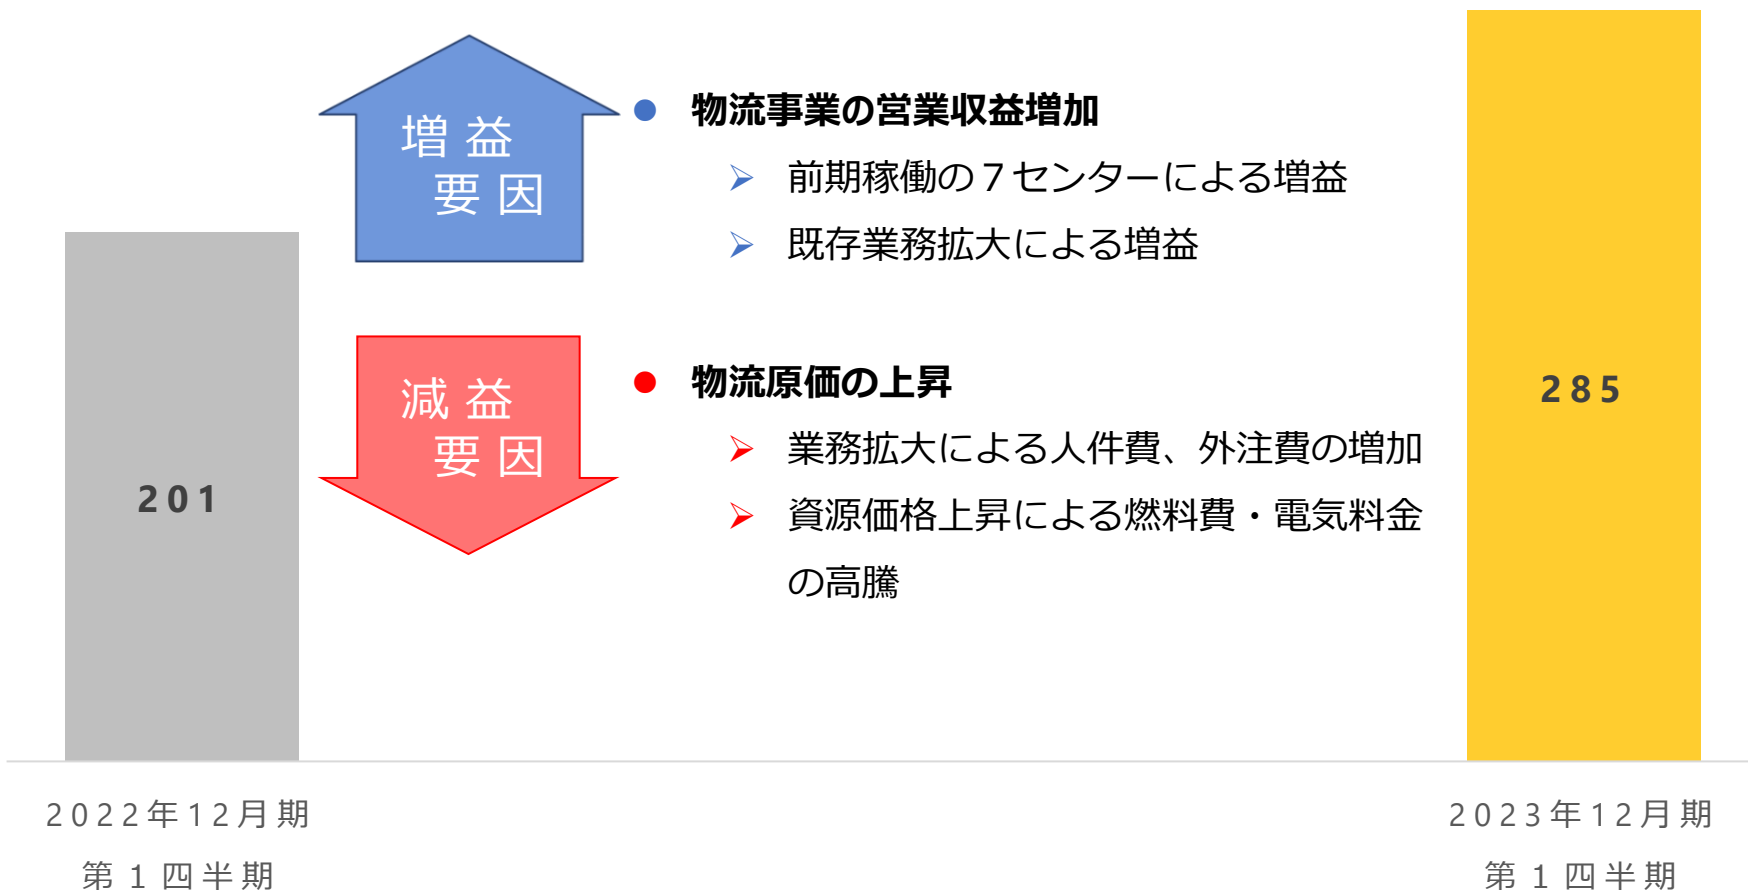 増益
要因
物流事業の営業収益増加
前期稼働の７センターによる増益
既存業務拡大による増益
減益
要因
物流原価の上昇
業務拡大による人件費、外注費の増加
資源価格上昇による燃料費・電気料金
の高騰
201
285
2022年12月期
第１四半期
2023年12月期
第１四半期